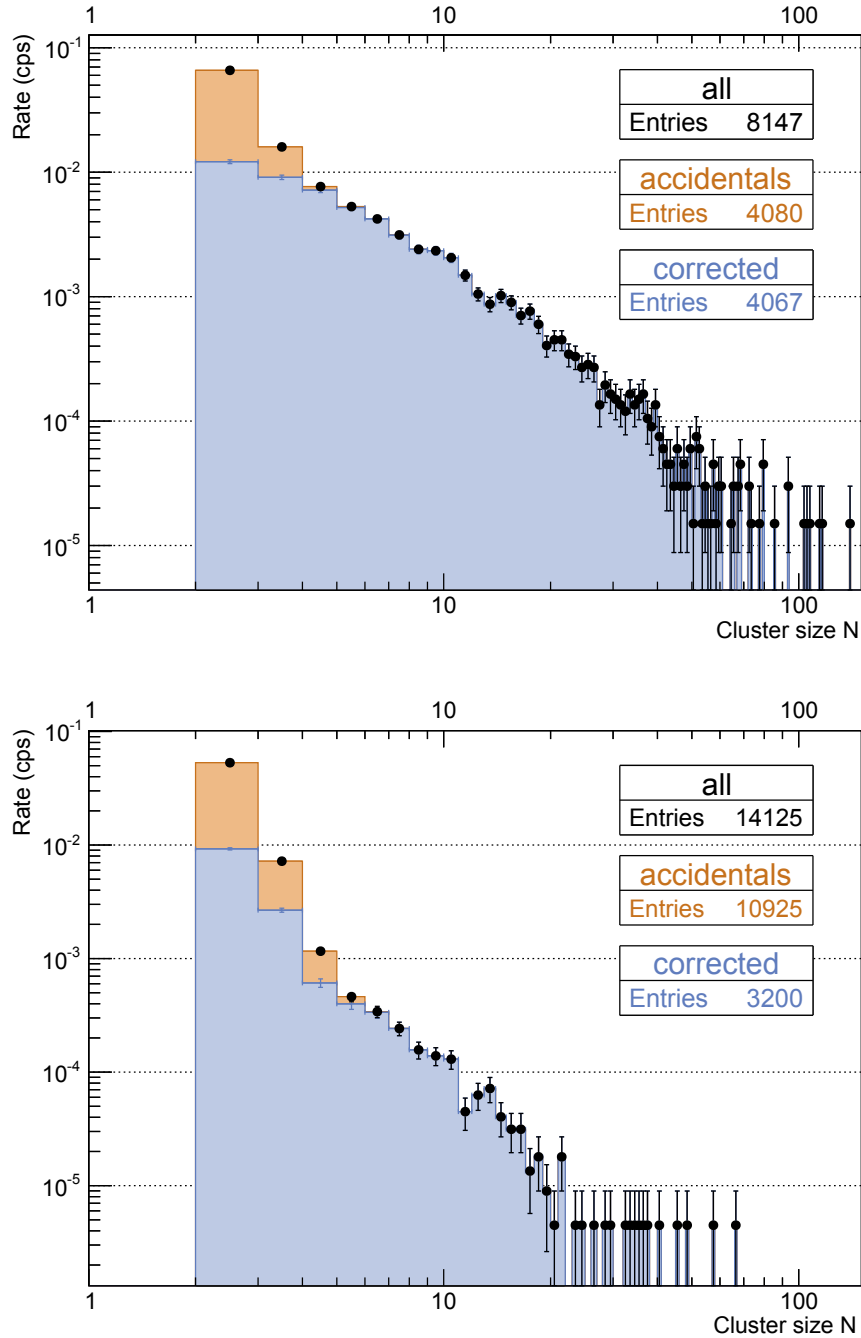 1 10 100
10^-1
Rate (cps)
all
Entries 8147
10^-2
accidentals
Entries 4080
corrected
Entries 4067
10^-3
10^-4
10^-5
1 10 100
Cluster size N
1 10 100
10^-1
Rate (cps)
all
Entries 14125
10^-2
accidentals
Entries 10925
10^-3
corrected
Entries 3200
10^-4
10^-5
1 10 100
Cluster size N